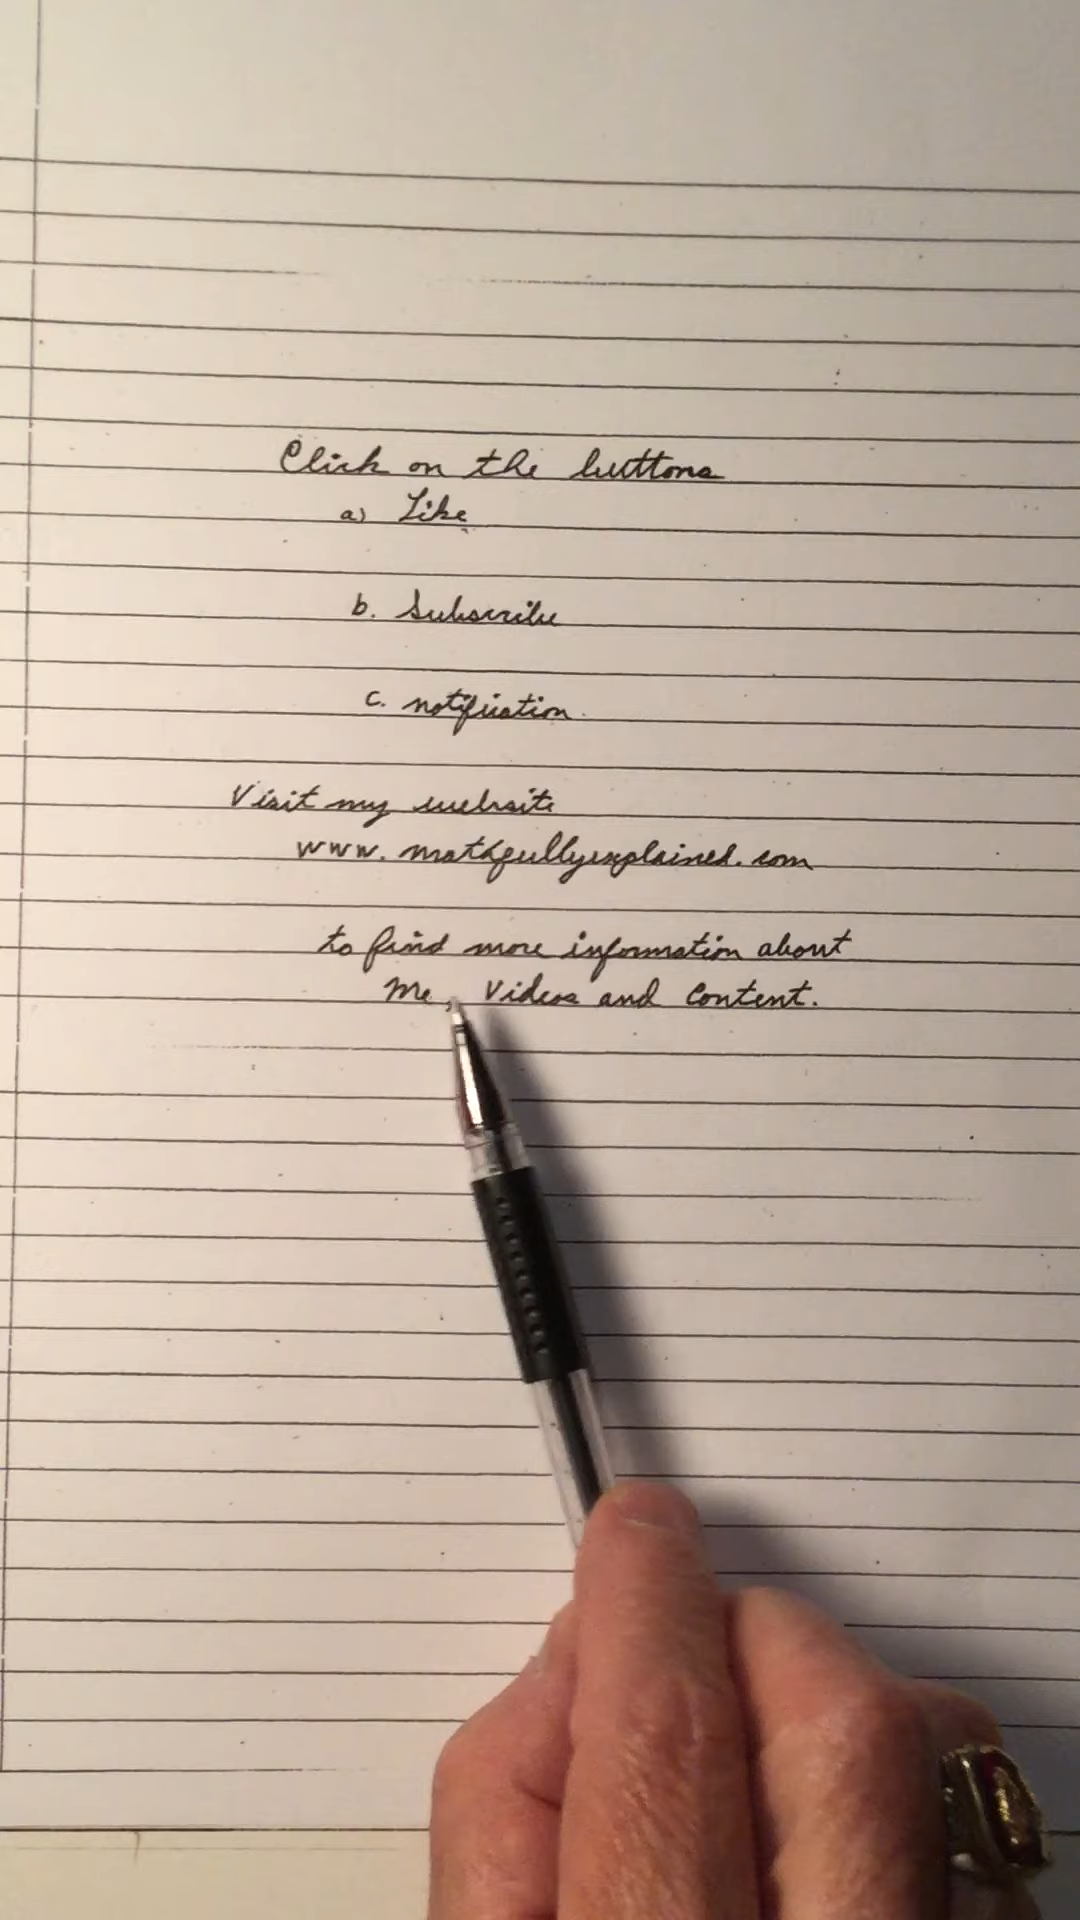 Click on the buttons
a) Like
b. Subscribe
c. notification.
Visit my website
www.mathfullyexplained.com
to find more information about
Me, Videos and Content.